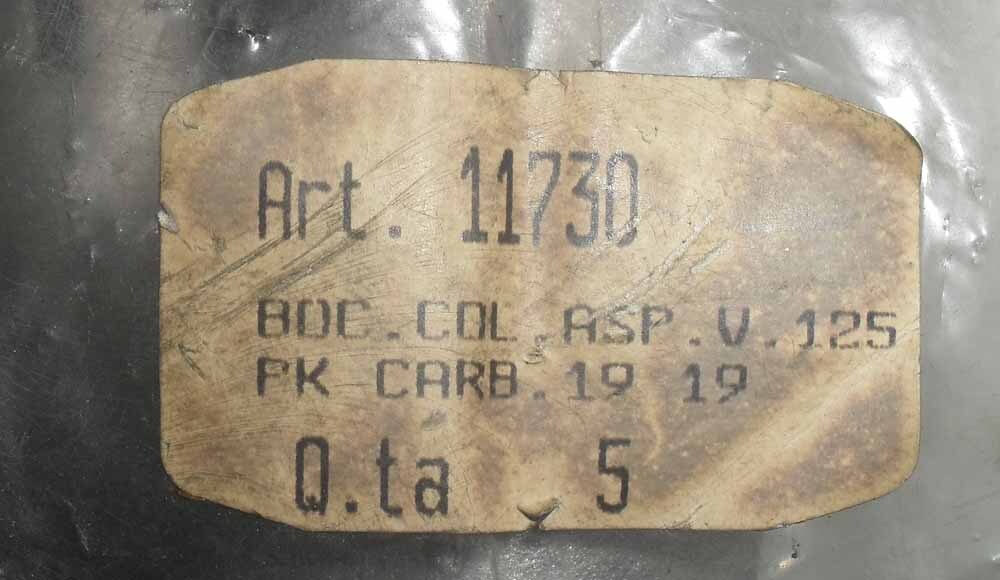 Art. 11730
BOC.COL.ASP.V.125
PK CARB.19 19
Q.ta 5